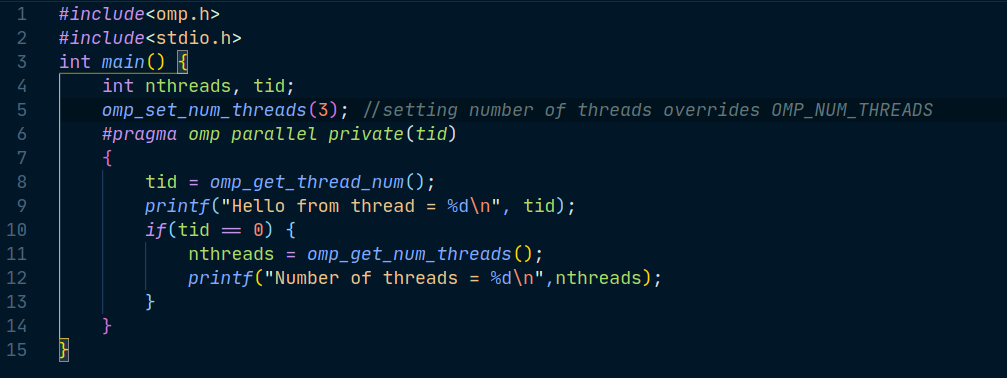 1 #include<omp.h>
2 #include<stdio.h>
3 int main() {
4     int nthreads, tid;
5     omp_set_num_threads(3); //setting number of threads overrides OMP_NUM_THREADS
6     #pragma omp parallel private(tid)
7     {
8         tid = omp_get_thread_num();
9         printf("Hello from thread = %d\n", tid);
10         if(tid == 0) {
11             nthreads = omp_get_num_threads();
12             printf("Number of threads = %d\n",nthreads);
13         }
14     }
15 }